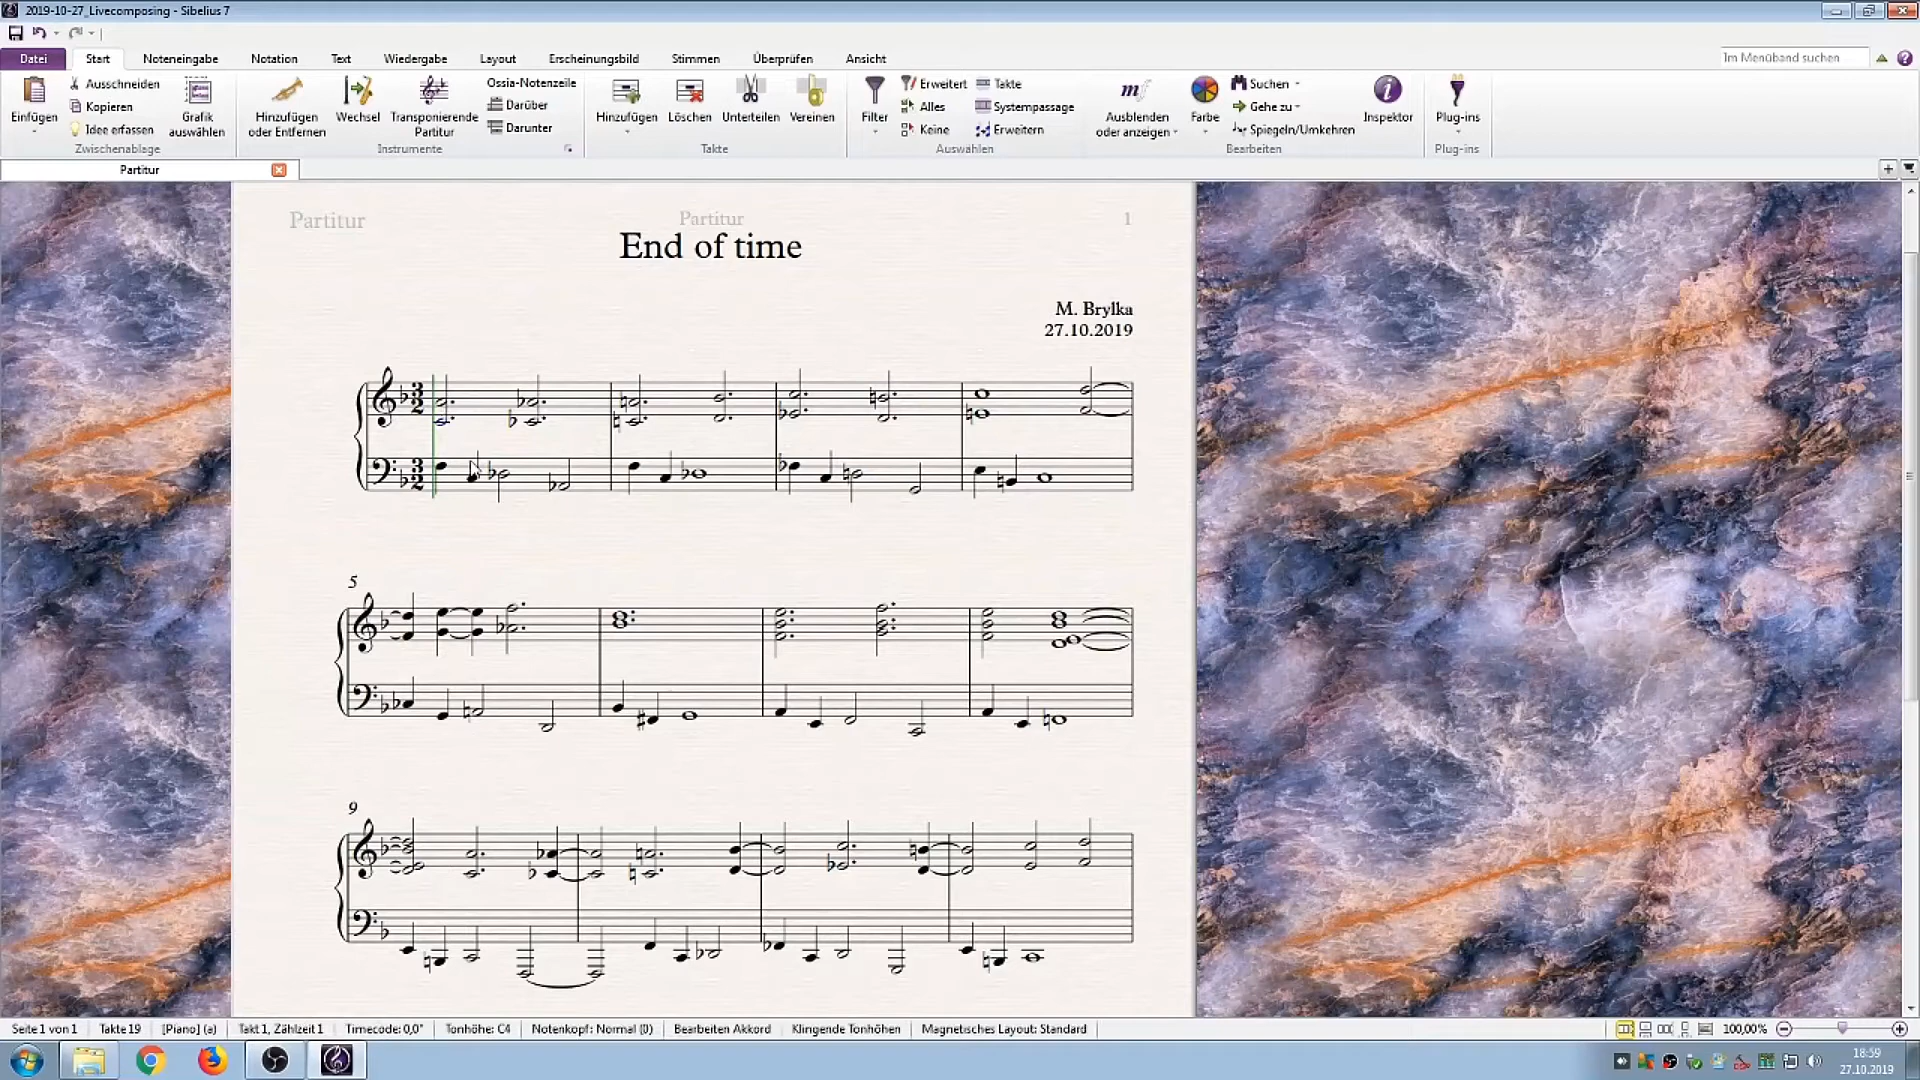 2019-10-27_Livecomposing - Sibelius 7
Datei Start Noteneingabe Notation Text Wiedergabe Layout Erscheinungsbild Stimmen Überprüfen Ansicht Im Menüband suchen
Einfügen
Ausschneiden
Kopieren
Idee erfassen
Grafik
auswählen
Zwischenablage
Hinzufügen
oder Entfernen
Wechsel
Transponierende
Partitur
Ossia-Notenzeile
Darüber
Darunter
Instrumente
Hinzufügen
Löschen
Unterteilen
Vereinen
Takte
Filter
Erweitert
Alles
Keine
Takte
Systempassage
Erweitern
Auswählen
Ausblenden
oder anzeigen
Farbe
Suchen
Gehe zu
Spiegeln/Umkehren
Bearbeiten
Inspektor
Plug-ins
Plug-ins
Partitur
Partitur Partitur 1
End of time
M. Brylka
27.10.2019
5
9
Seite 1 von 1 Takte 19 [Piano] (a) Takt 1, Zählzeit 1 Timecode: 0,0" Tonhöhe: C4 Notenkopf: Normal (0) Bearbeiten Akkord Klingende Tonhöhen Magnetisches Layout: Standard 100,00%
18:59
27.10.2019